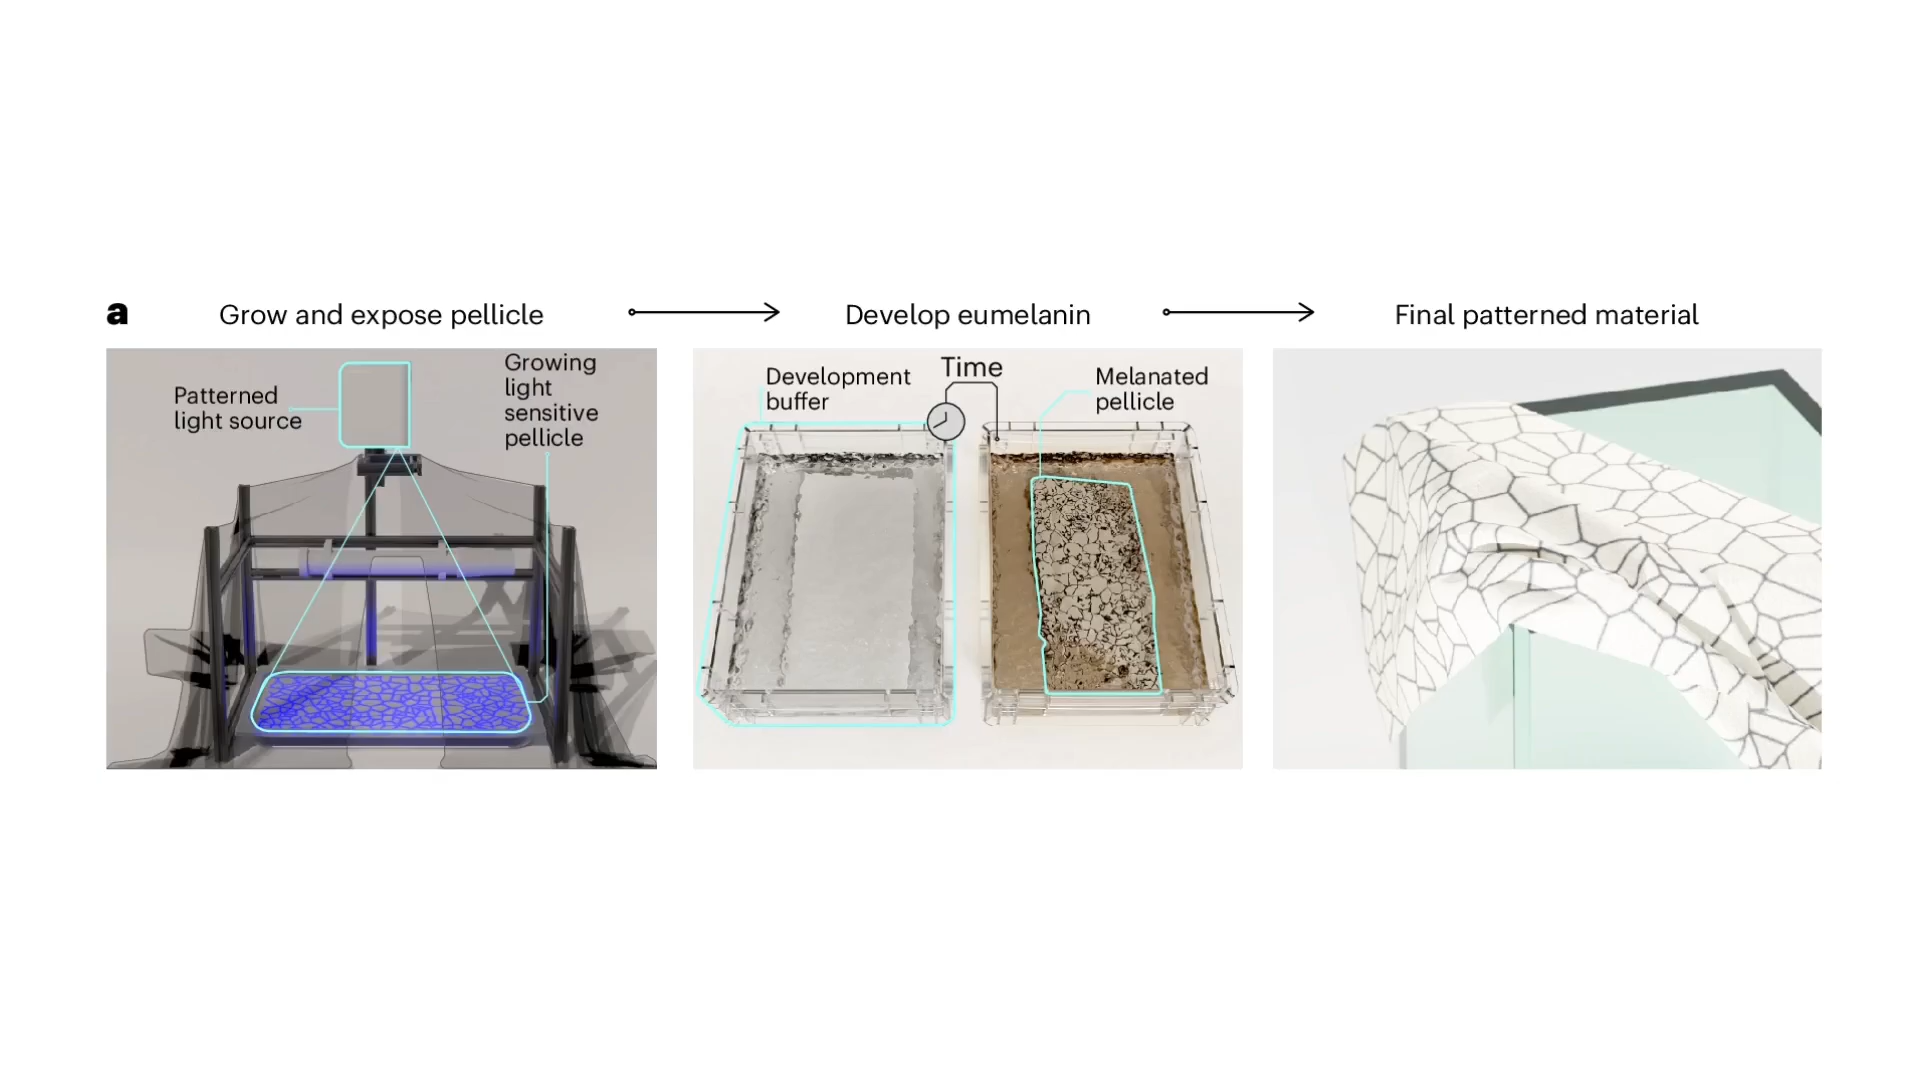 a
Grow and expose pellicle
Develop eumelanin
Final patterned material
Patterned
light source
Growing
light
sensitive
pellicle
Development
buffer
Time
Melanated
pellicle